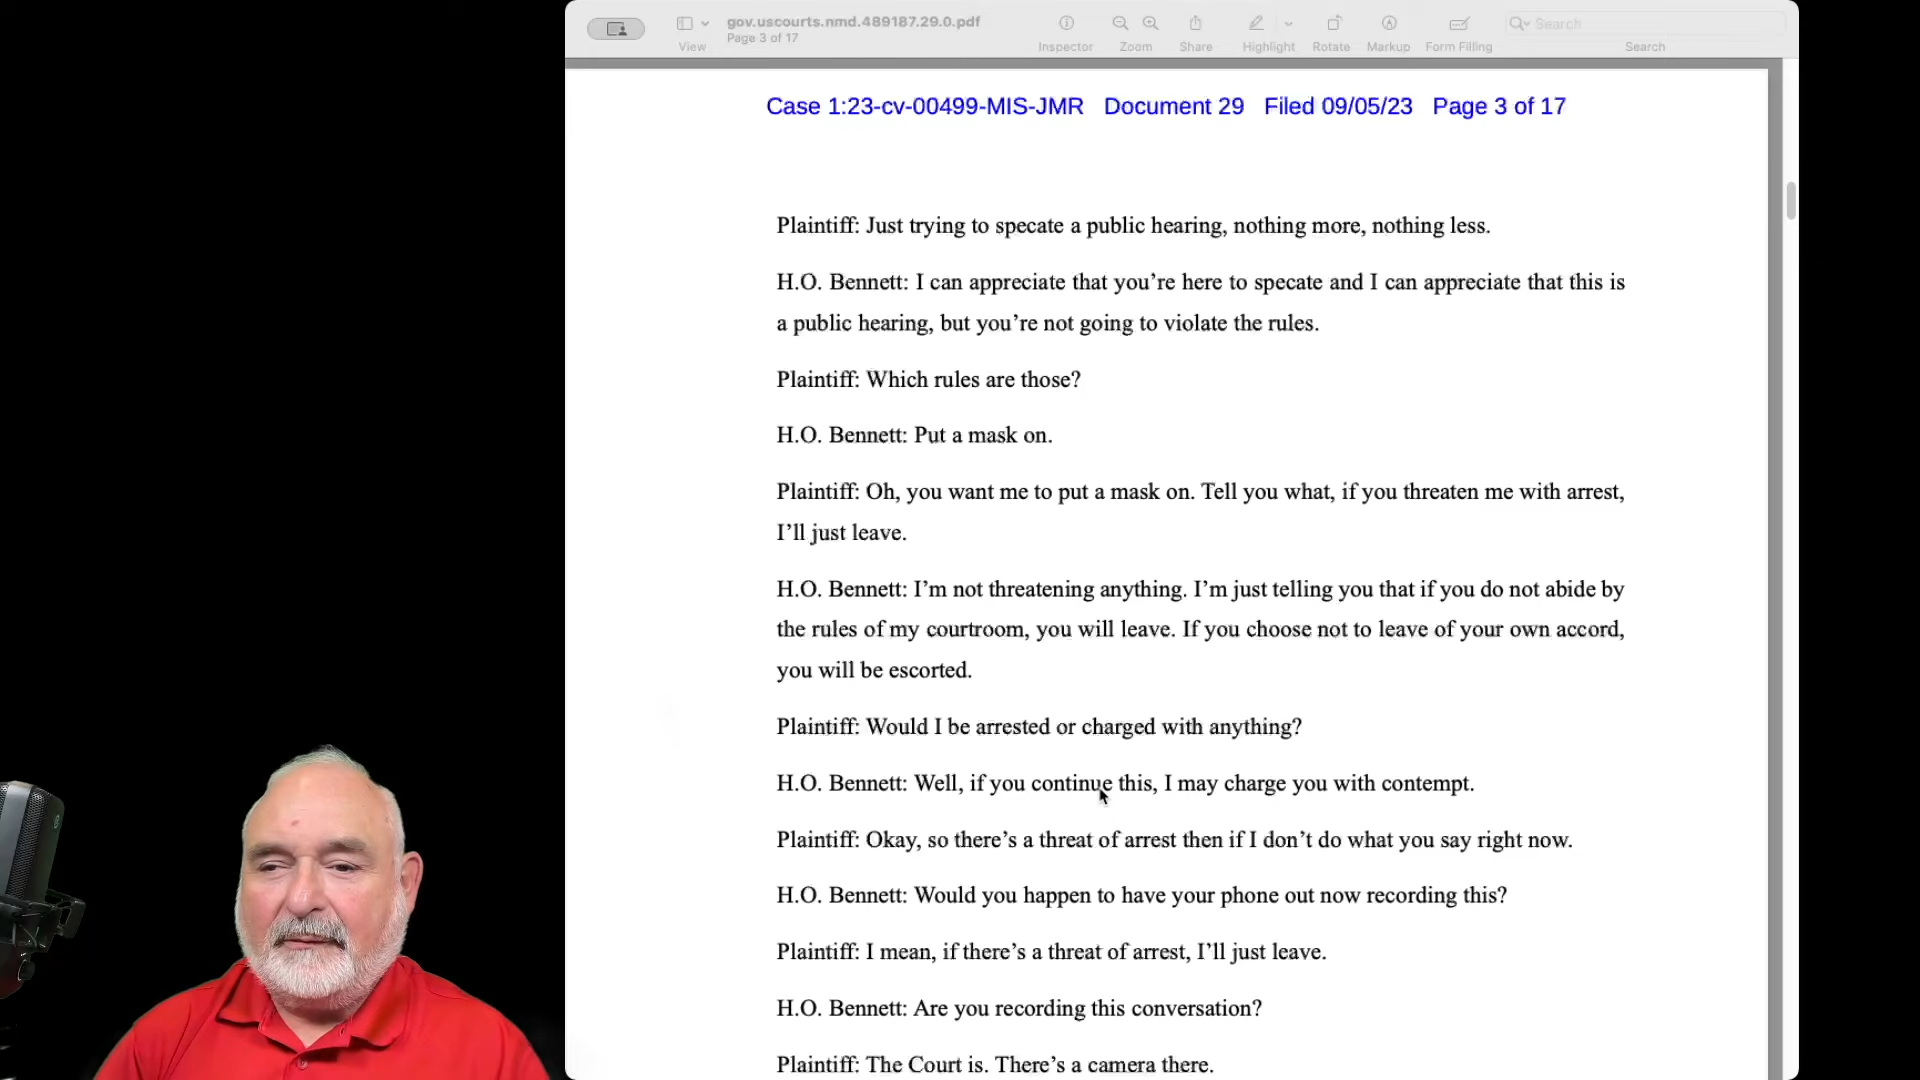 gov.uscourts.nmd.489187.29.0.pdf
Page 3 of 17
View
Inspector
Zoom
Share
Highlight
Rotate
Markup
Form Filling
Search
Search
Case 1:23-cv-00499-MIS-JMR Document 29 Filed 09/05/23 Page 3 of 17
Plaintiff: Just trying to specate a public hearing, nothing more, nothing less.
H.O. Bennett: I can appreciate that you’re here to specate and I can appreciate that this is
a public hearing, but you’re not going to violate the rules.
Plaintiff: Which rules are those?
H.O. Bennett: Put a mask on.
Plaintiff: Oh, you want me to put a mask on. Tell you what, if you threaten me with arrest,
I’ll just leave.
H.O. Bennett: I’m not threatening anything. I’m just telling you that if you do not abide by
the rules of my courtroom, you will leave. If you choose not to leave of your own accord,
you will be escorted.
Plaintiff: Would I be arrested or charged with anything?
H.O. Bennett: Well, if you continue this, I may charge you with contempt.
Plaintiff: Okay, so there’s a threat of arrest then if I don’t do what you say right now.
H.O. Bennett: Would you happen to have your phone out now recording this?
Plaintiff: I mean, if there’s a threat of arrest, I’ll just leave.
H.O. Bennett: Are you recording this conversation?
Plaintiff: The Court is. There’s a camera there.